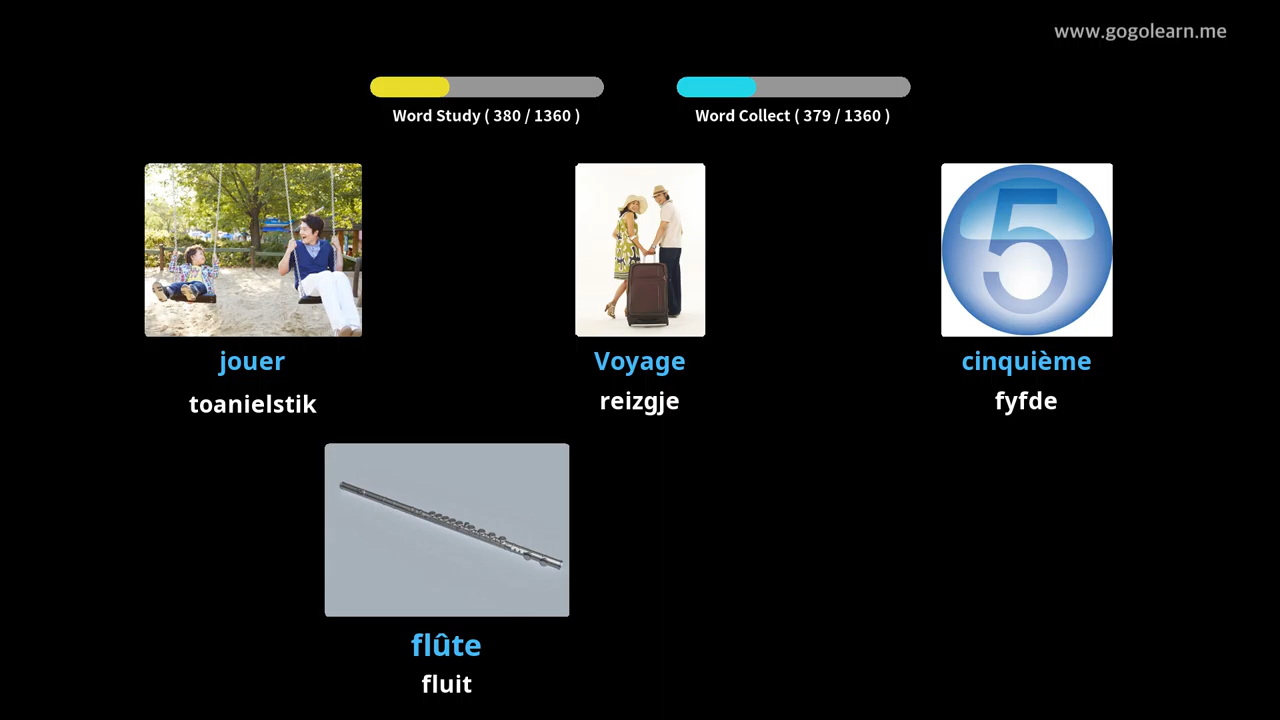 www.gogolearn.me
Word Study ( 380 / 1360 )
Word Collect ( 379 / 1360 )
5
jouer
Voyage
cinquième
toanielstik
reizgje
fyfde
flûte
fluit